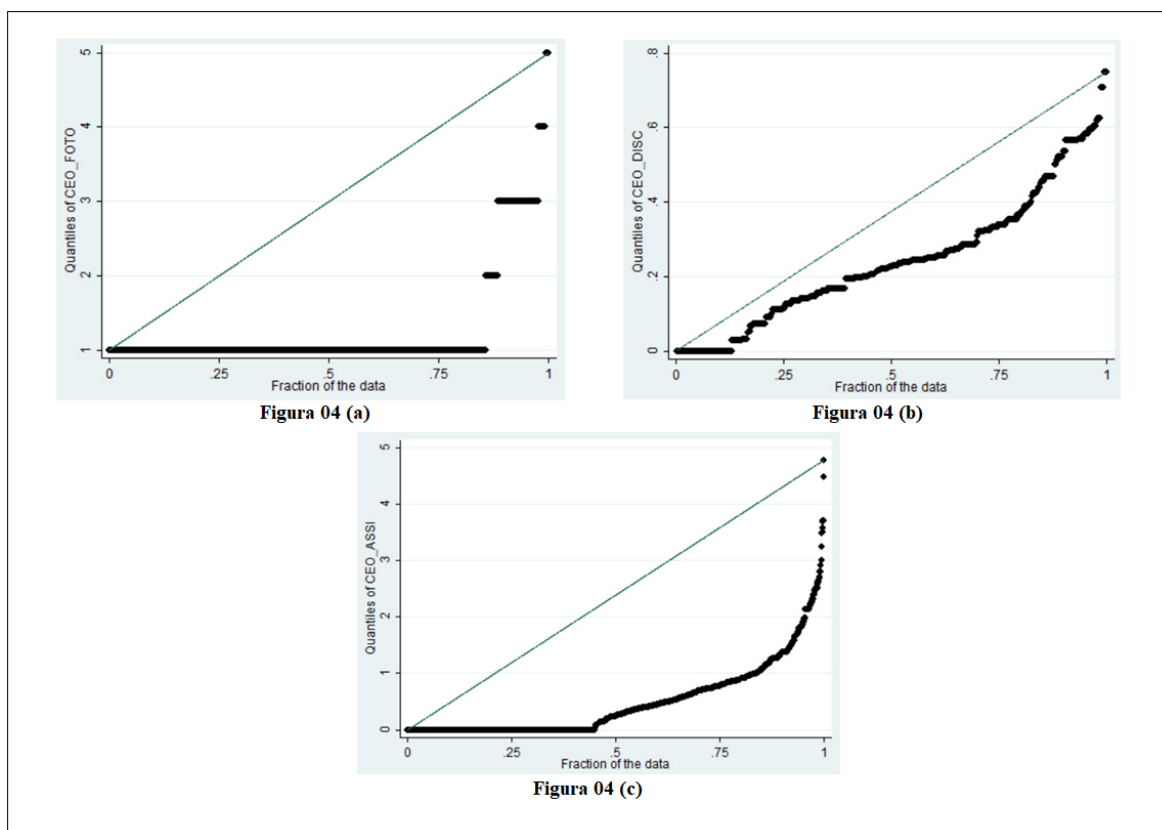 Quantiles of CEO_FOTO
5
4
3
2
1
0 .25 .5 .75 1
Fraction of the data
Figura 04 (a)
Quantiles of CEO_DISC
.8
.6
.4
.2
0
0 .25 .5 .75 1
Fraction of the data
Figura 04 (b)
Quantiles of CEO_ASSI
5
4
3
2
1
0
0 .25 .5 .75 1
Fraction of the data
Figura 04 (c)